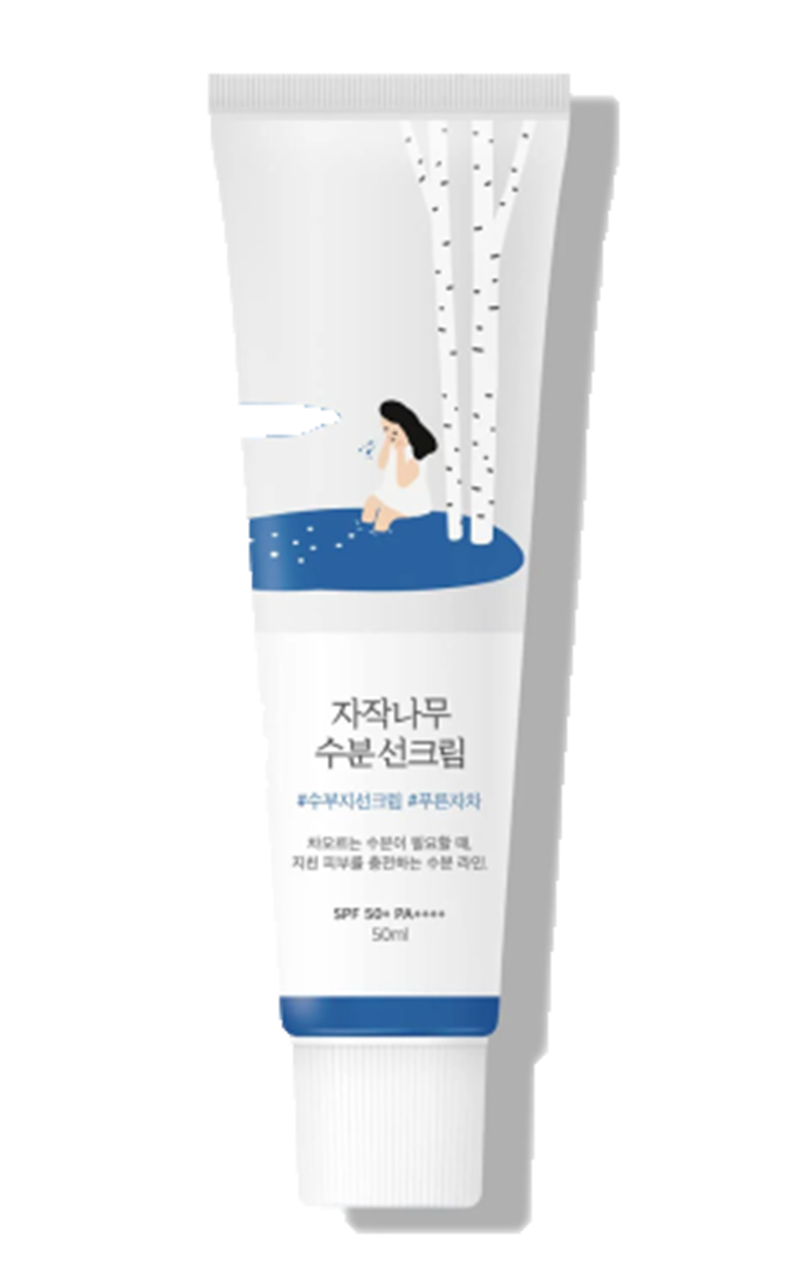 자작나무
수분 선크림
#수부지선크림 #푸른자차
차오르는 수분이 필요할 때,
지친 피부를 충전하는 수분 라인.
SPF 50+ PA++++
50ml